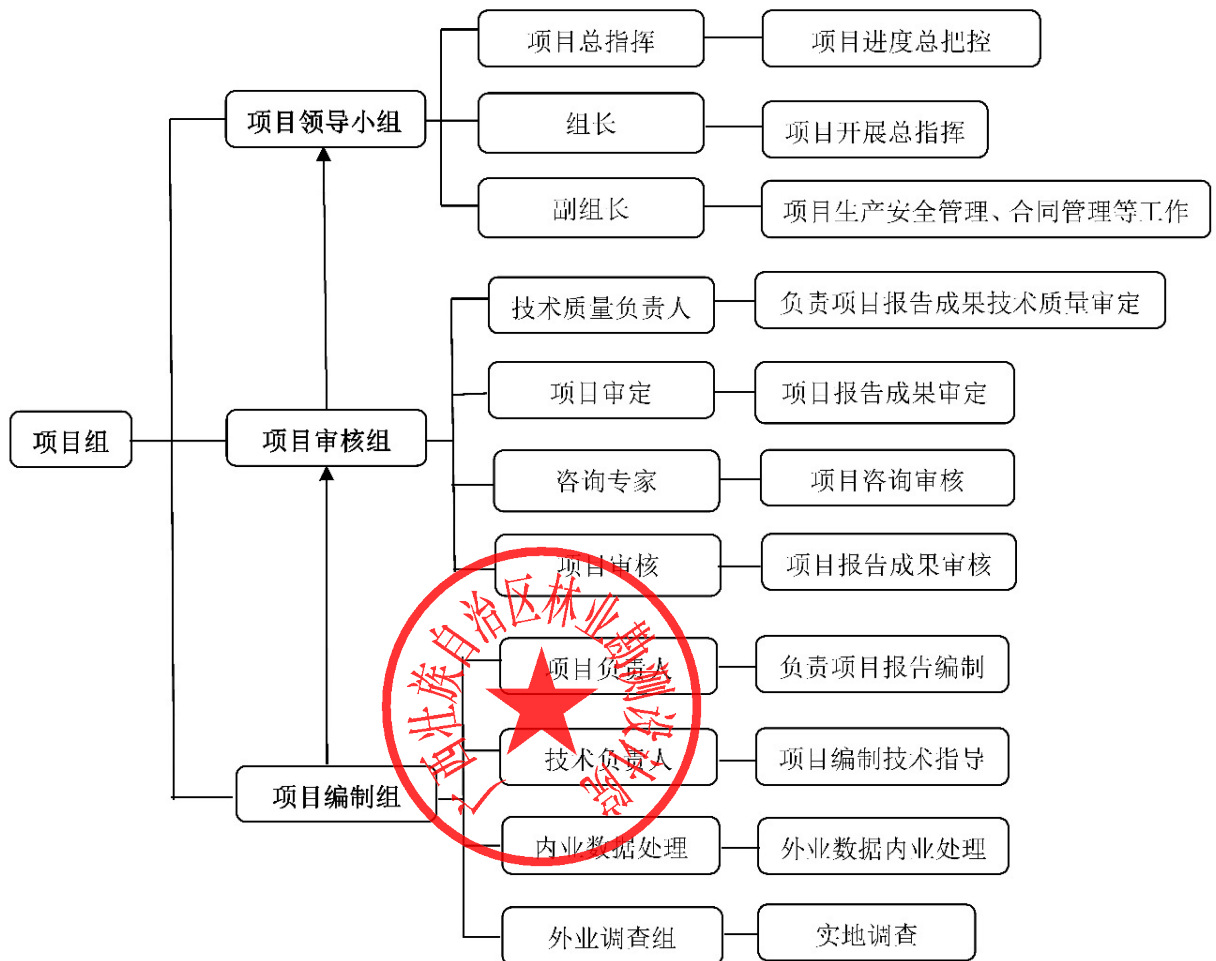 项目总指挥
项目进度总把控
项目领导小组
组长
项目开展总指挥
副组长
项目生产安全管理、合同管理等工作
技术质量负责人
负责项目报告成果技术质量审定
项目审定
项目报告成果审定
项目组
项目审核组
咨询专家
项目咨询审核
项目审核
项目报告成果审核
广西壮族自治区林业勘测设计院
项目负责人
负责项目报告编制
技术负责人
项目编制技术指导
项目编制组
内业数据处理
外业数据内业处理
外业调查组
实地调查